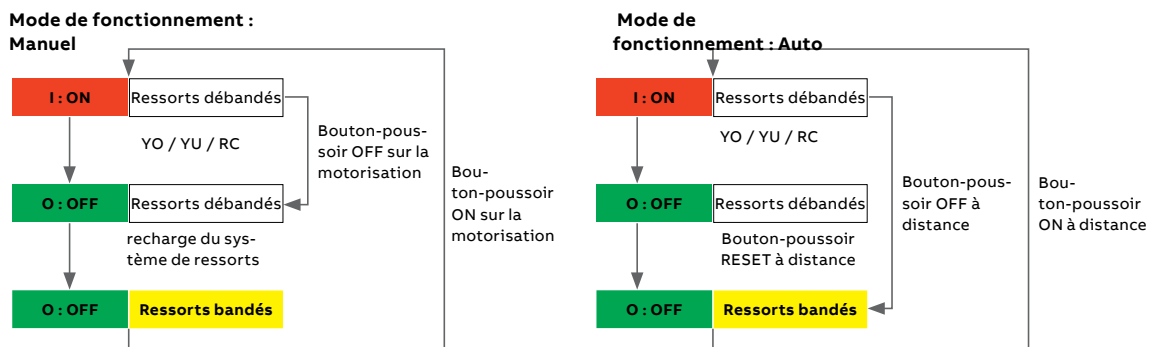 Mode de fonctionnement :
Manuel
I : ON
Ressorts débandés
YO / YU / RC
Bouton-pous-
soir OFF sur la
motorisation
Bou-
ton-poussoir
ON sur la
motorisation
O : OFF
Ressorts débandés
recharge du sys-
tème de ressorts
O : OFF
Ressorts bandés
Mode de
fonctionnement : Auto
I : ON
Ressorts débandés
YO / YU / RC
Bouton-pous-
soir OFF à
distance
Bou-
ton-poussoir
ON à distance
O : OFF
Ressorts débandés
Bouton-poussoir
RESET à distance
O : OFF
Ressorts bandés